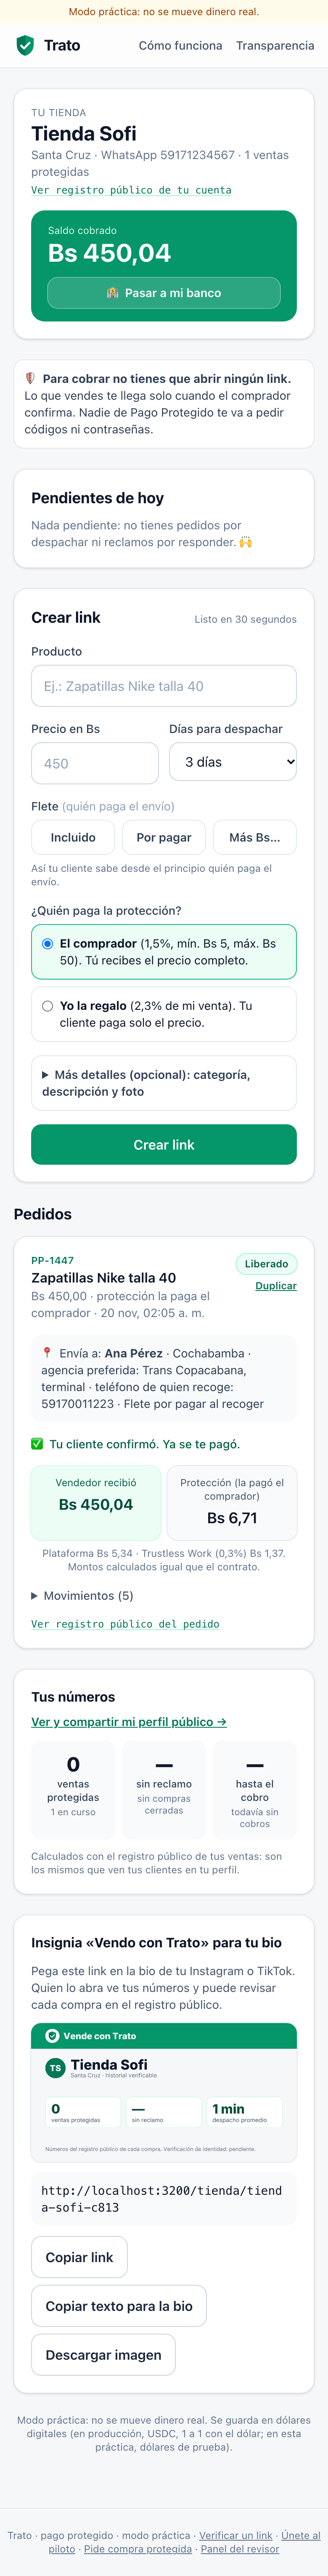 Modo práctica: no se mueve dinero real.
Trato
Cómo funciona
Transparencia
TU TIENDA
Tienda Sofi
Santa Cruz · WhatsApp 59171234567 · 1 ventas
protegidas
Ver registro público de tu cuenta
Saldo cobrado
Bs 450,04
Pasar a mi banco
Para cobrar no tienes que abrir ningún link.
Lo que vendes te llega solo cuando el comprador
confirma. Nadie de Pago Protegido te va a pedir
códigos ni contraseñas.
Pendientes de hoy
Nada pendiente: no tienes pedidos por
despachar ni reclamos por responder. 🙌
Crear link
Listo en 30 segundos
Producto
Ej.: Zapatillas Nike talla 40
Precio en Bs
Días para despachar
450
3 días
Flete (quién paga el envío)
Incluido
Por pagar
Más Bs...
Así tu cliente sabe desde el principio quién paga el
envío.
¿Quién paga la protección?
El comprador (1,5%, mín. Bs 5, máx. Bs
50). Tú recibes el precio completo.
Yo la regalo (2,3% de mi venta). Tu
cliente paga solo el precio.
▶ Más detalles (opcional): categoría,
descripción y foto
Crear link
Pedidos
PP-1447
Liberado
Zapatillas Nike talla 40
Duplicar
Bs 450,00 · protección la paga el
comprador · 20 nov, 02:05 a. m.
📍 Envía a: Ana Pérez · Cochabamba ·
agencia preferida: Trans Copacabana,
terminal · teléfono de quien recoge:
59170011223 · Flete por pagar al recoger
✅ Tu cliente confirmó. Ya se te pagó.
Vendedor recibió
Bs 450,04
Protección (la pagó el
comprador)
Bs 6,71
Plataforma Bs 5,34 · Trustless Work (0,3%) Bs 1,37.
Montos calculados igual que el contrato.
▶ Movimientos (5)
Ver registro público del pedido
Tus números
Ver y compartir mi perfil público →
0
ventas
protegidas
1 en curso
—
sin reclamo
sin compras
cerradas
—
hasta el
cobro
todavía sin
cobros
Calculados con el registro público de tus ventas: son
los mismos que ven tus clientes en tu perfil.
Insignia «Vendo con Trato» para tu bio
Pega este link en la bio de tu Instagram o TikTok.
Quien lo abra ve tus números y puede revisar
cada compra en el registro público.
Vende con Trato
TS
Tienda Sofi
Santa Cruz · historial verificable
0
ventas protegidas
—
sin reclamo
1 min
despacho promedio
Números del registro público de cada compra. Verificación de identidad: pendiente.
http://localhost:3200/tienda/tiend
a-sofi-c813
Copiar link
Copiar texto para la bio
Descargar imagen
Modo práctica: no se mueve dinero real. Se guarda en dólares
digitales (en producción, USDC, 1 a 1 con el dólar; en esta
práctica, dólares de prueba).
Trato · pago protegido · modo práctica · Verificar un link · Únete al
piloto · Pide compra protegida · Panel del revisor